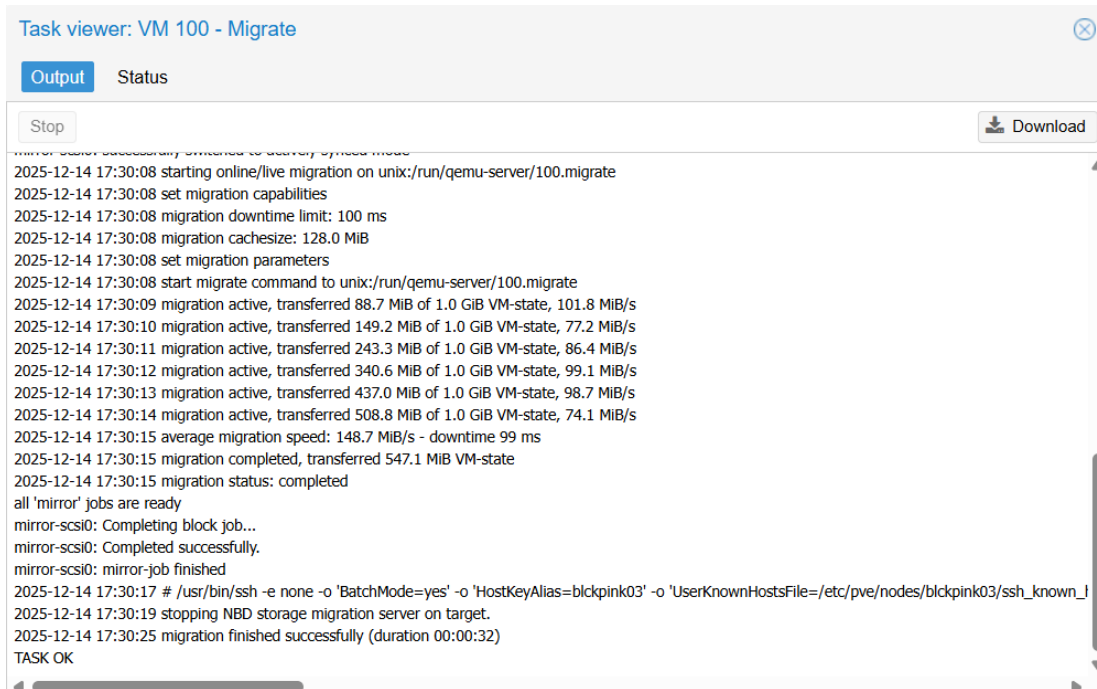 Task viewer: VM 100 - Migrate
Output Status
Stop
Download
mirror-scsi0: successfully switched to actively synced mode
2025-12-14 17:30:08 starting online/live migration on unix:/run/qemu-server/100.migrate
2025-12-14 17:30:08 set migration capabilities
2025-12-14 17:30:08 migration downtime limit: 100 ms
2025-12-14 17:30:08 migration cachesize: 128.0 MiB
2025-12-14 17:30:08 set migration parameters
2025-12-14 17:30:08 start migrate command to unix:/run/qemu-server/100.migrate
2025-12-14 17:30:09 migration active, transferred 88.7 MiB of 1.0 GiB VM-state, 101.8 MiB/s
2025-12-14 17:30:10 migration active, transferred 149.2 MiB of 1.0 GiB VM-state, 77.2 MiB/s
2025-12-14 17:30:11 migration active, transferred 243.3 MiB of 1.0 GiB VM-state, 86.4 MiB/s
2025-12-14 17:30:12 migration active, transferred 340.6 MiB of 1.0 GiB VM-state, 99.1 MiB/s
2025-12-14 17:30:13 migration active, transferred 437.0 MiB of 1.0 GiB VM-state, 98.7 MiB/s
2025-12-14 17:30:14 migration active, transferred 508.8 MiB of 1.0 GiB VM-state, 74.1 MiB/s
2025-12-14 17:30:15 average migration speed: 148.7 MiB/s - downtime 99 ms
2025-12-14 17:30:15 migration completed, transferred 547.1 MiB VM-state
2025-12-14 17:30:15 migration status: completed
all 'mirror' jobs are ready
mirror-scsi0: Completing block job...
mirror-scsi0: Completed successfully.
mirror-scsi0: mirror-job finished
2025-12-14 17:30:17 # /usr/bin/ssh -e none -o 'BatchMode=yes' -o 'HostKeyAlias=blckpink03' -o 'UserKnownHostsFile=/etc/pve/nodes/blckpink03/ssh_known_
2025-12-14 17:30:19 stopping NBD storage migration server on target.
2025-12-14 17:30:25 migration finished successfully (duration 00:00:32)
TASK OK